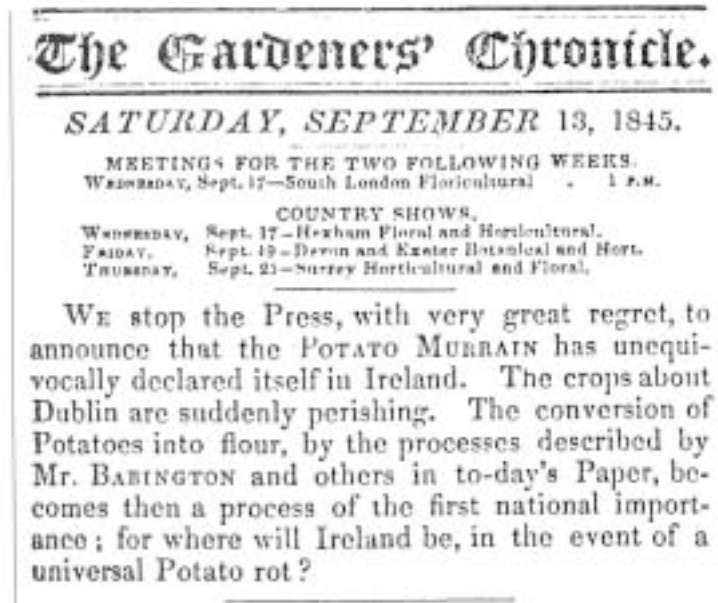 The Gardeners' Chronicle.
SATURDAY, SEPTEMBER 13, 1845.
MEETINGS FOR THE TWO FOLLOWING WEEKS.
WEDNESDAY, Sept. 17—South London Floricultural . 1 P.M.
COUNTRY SHOWS.
WEDNESDAY, Sept. 17—Hexham Floral and Horticultural.
FRIDAY, Sept. 19—Devon and Exeter Botanical and Hort.
THURSDAY, Sept. 25—Surrey Horticultural and Floral.
WE stop the Press, with very great regret, to
announce that the POTATO MURRAIN has unequi-
vocally declared itself in Ireland. The crops about
Dublin are suddenly perishing. The conversion of
Potatoes into flour, by the processes described by
Mr. BABINGTON and others in to-day's Paper, be-
comes then a process of the first national import-
ance; for where will Ireland be, in the event of a
universal Potato rot?